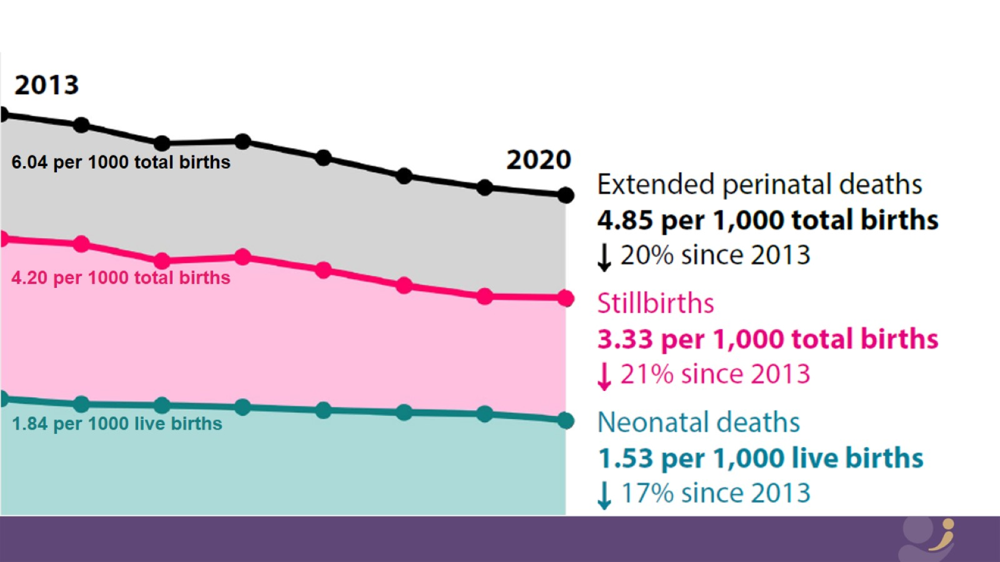 2013
6.04 per 1000 total births
4.20 per 1000 total births
1.84 per 1000 live births
2020
Extended perinatal deaths
4.85 per 1,000 total births
↓ 20% since 2013
Stillbirths
3.33 per 1,000 total births
↓ 21% since 2013
Neonatal deaths
1.53 per 1,000 live births
↓ 17% since 2013